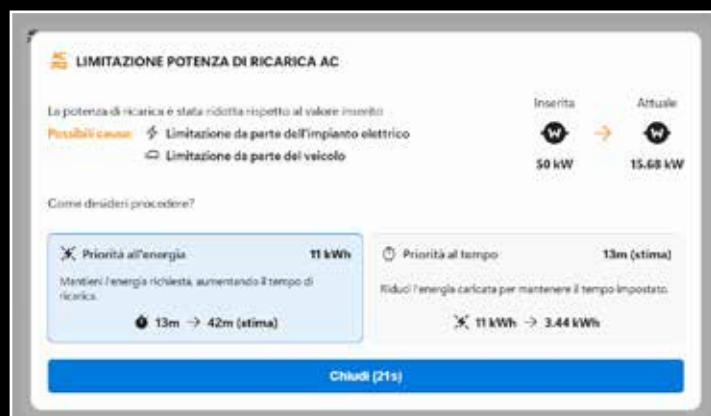 LIMITAZIONE POTENZA DI RICARICA AC
La potenza di ricarica è stata ridotta rispetto al valore inserito
Possibili cause: Limitazione da parte dell'impianto elettrico
Limitazione da parte del veicolo
Inserita Attuale
50 kW 15.68 kW
Come desideri procedere?
Priorità all'energia 11 kWh
Mantieni l'energia richiesta, aumentando il tempo di
ricarica.
13m → 42m (stima)
Priorità al tempo 13m (stima)
Riduci l'energia caricata per mantenere il tempo impostato.
11 kWh → 3.44 kWh
Chiudi (21s)